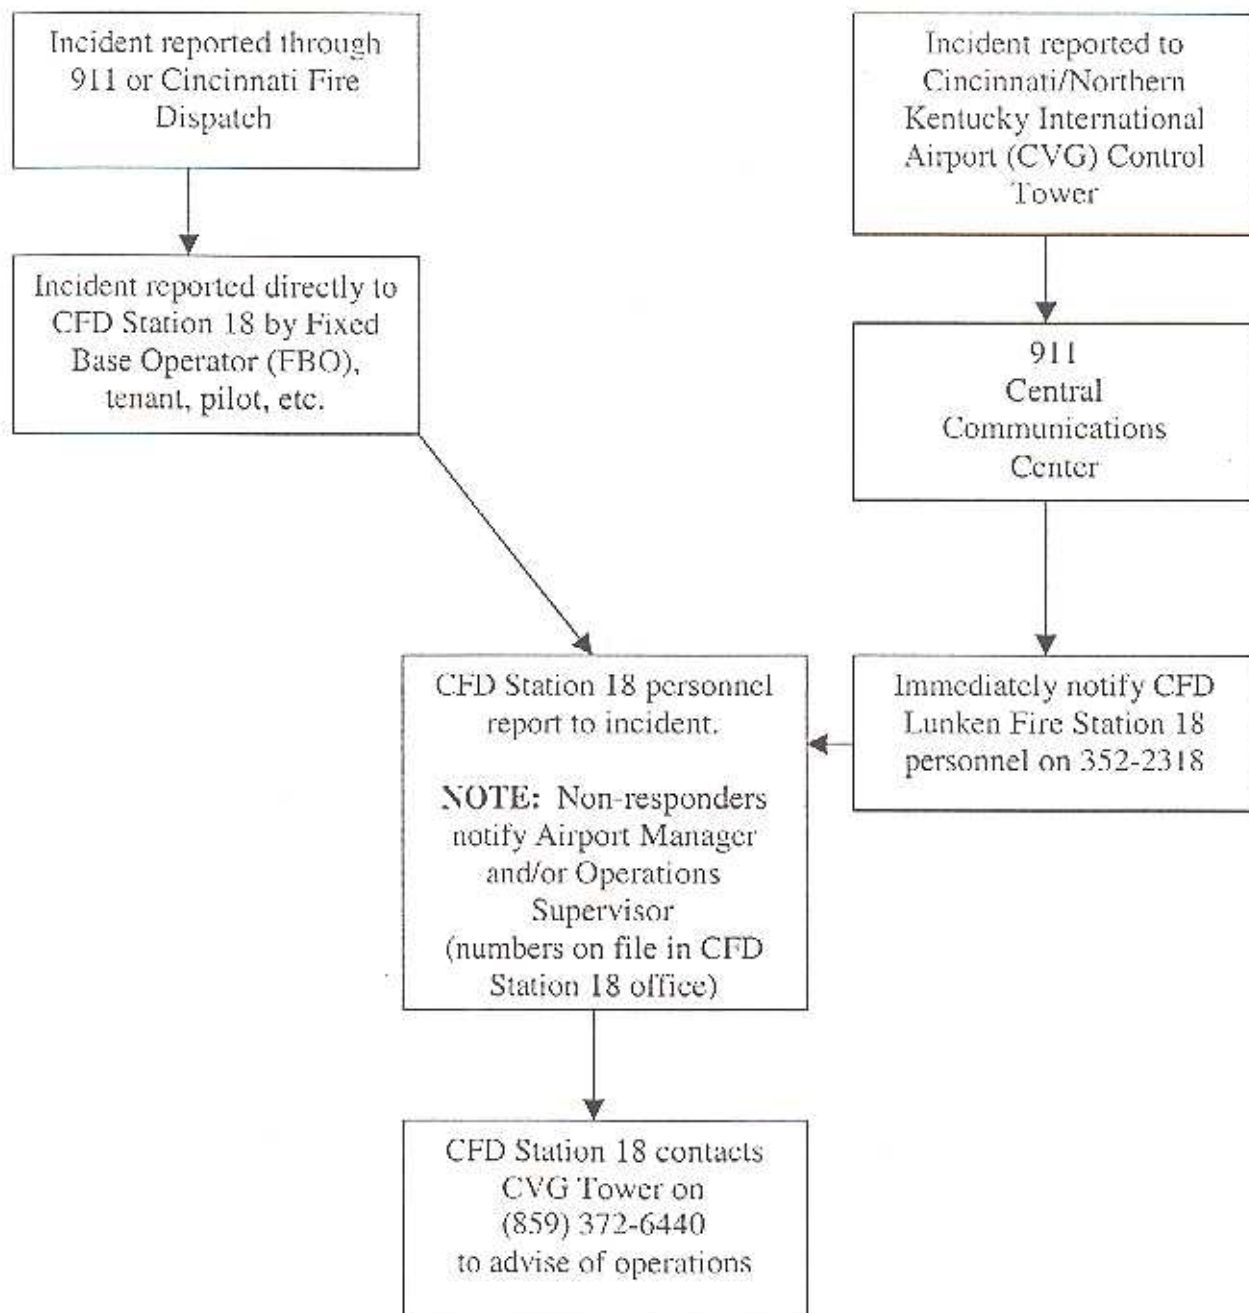 Incident reported through
911 or Cincinnati Fire
Dispatch
Incident reported to
Cincinnati/Northern
Kentucky International
Airport (CVG) Control
Tower
Incident reported directly to
CFD Station 18 by Fixed
Base Operator (FBO),
tenant, pilot, etc.
911
Central
Communications
Center
CFD Station 18 personnel
report to incident.
NOTE: Non-responders
notify Airport Manager
and/or Operations
Supervisor
(numbers on file in CFD
Station 18 office)
Immediately notify CFD
Lunken Fire Station 18
personnel on 352-2318
CFD Station 18 contacts
CVG Tower on
(859) 372-6440
to advise of operations